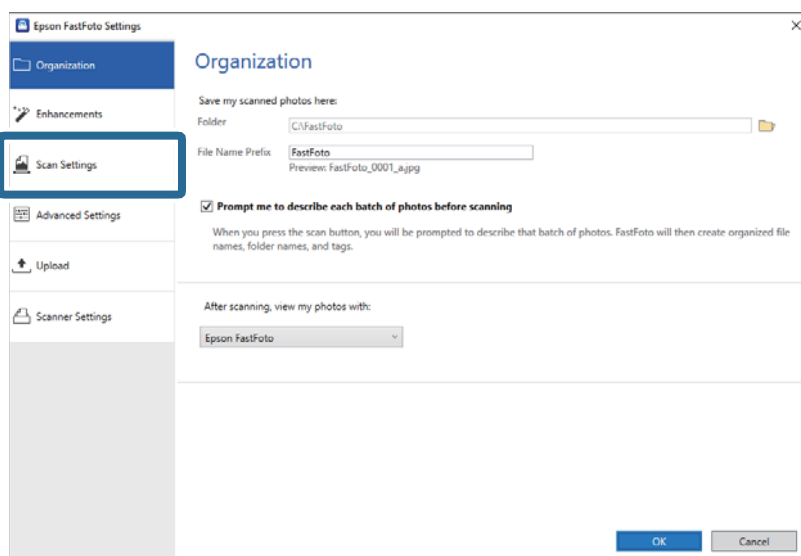 Epson FastFoto Settings
Organization
Enhancements
Scan Settings
Advanced Settings
Upload
Scanner Settings
Organization
Save my scanned photos here:
Folder
C:\FastFoto
File Name Prefix
FastFoto
Preview: FastFoto_0001_a.jpg
Prompt me to describe each batch of photos before scanning
When you press the scan button, you will be prompted to describe that batch of photos. FastFoto will then create organized file
names, folder names, and tags.
After scanning, view my photos with:
Epson FastFoto
OK
Cancel